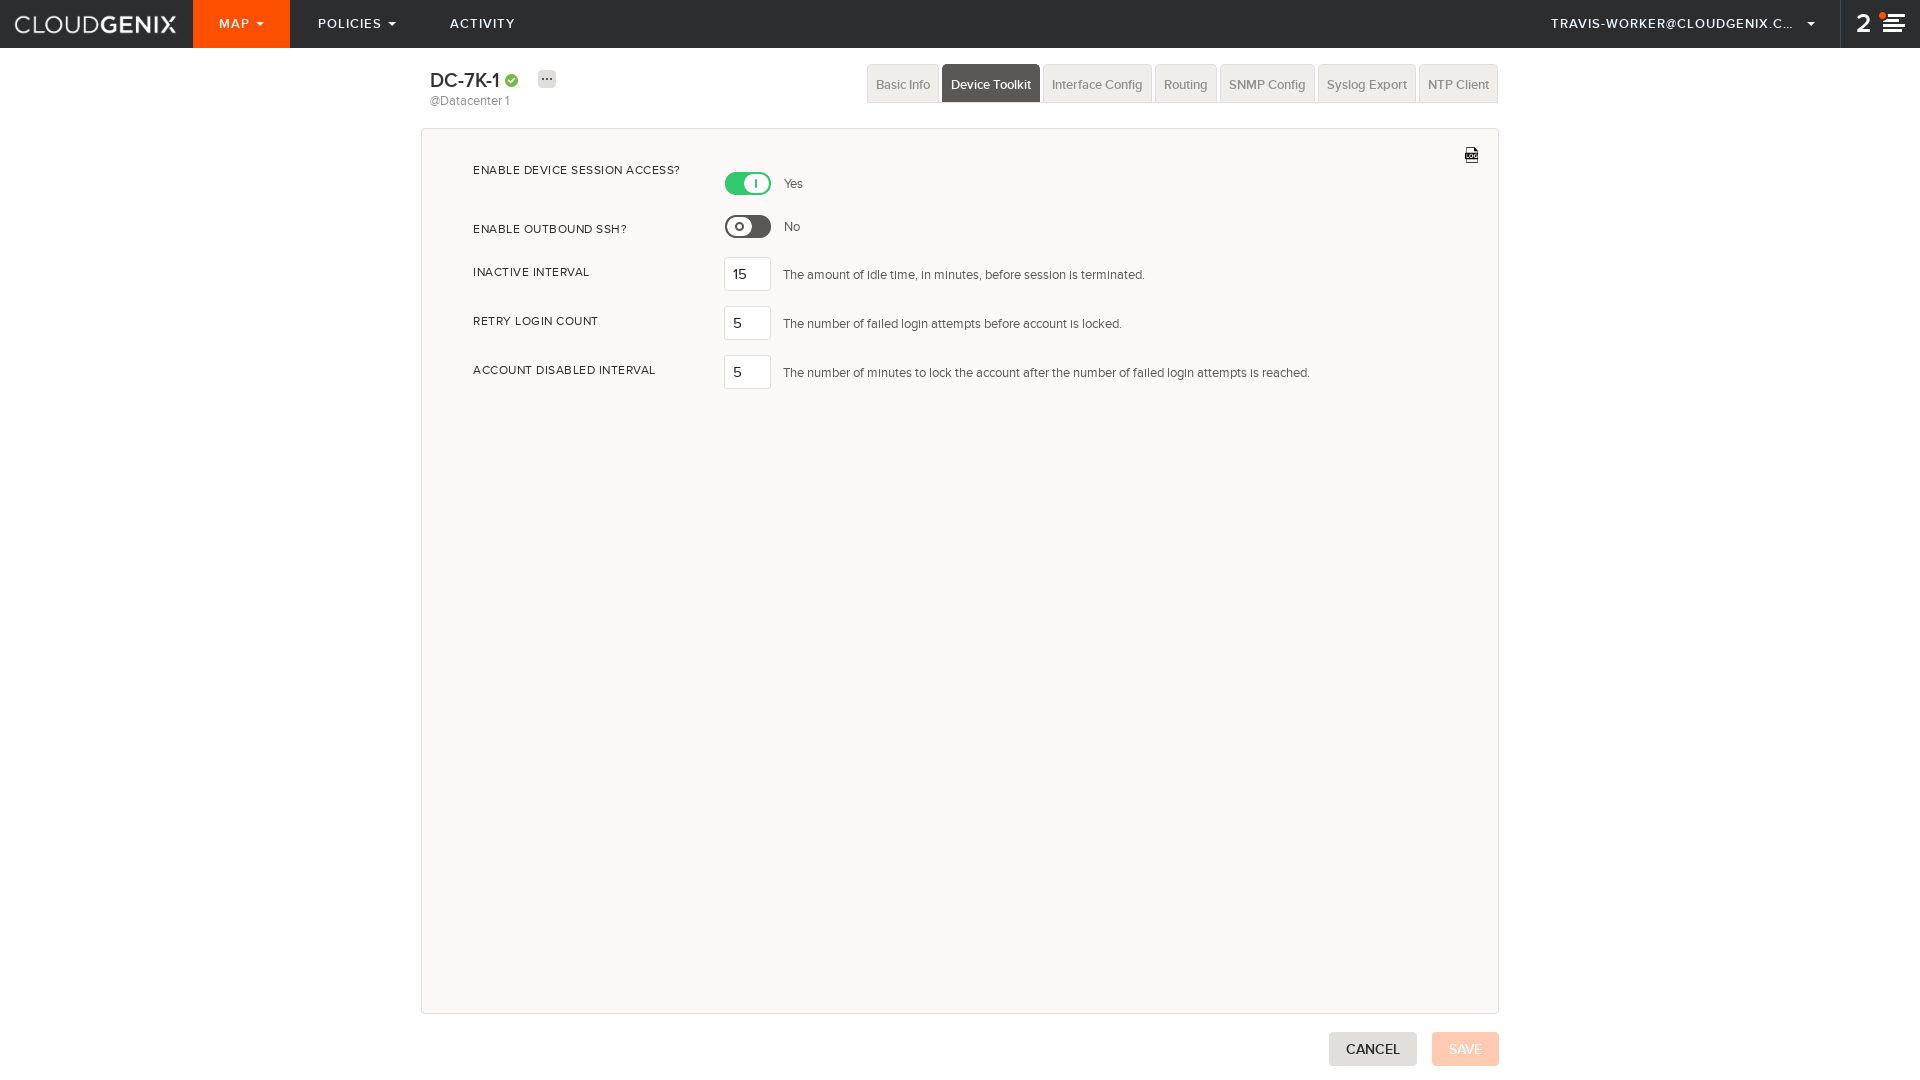 CLOUDGENIX
MAP
POLICIES
ACTIVITY
TRAVIS-WORKER@CLOUDGENIX.C...
2
DC-7K-1
@Datacenter 1
Basic Info
Device Toolkit
Interface Config
Routing
SNMP Config
Syslog Export
NTP Client
LOG
ENABLE DEVICE SESSION ACCESS?
Yes
ENABLE OUTBOUND SSH?
No
INACTIVE INTERVAL
15
The amount of idle time, in minutes, before session is terminated.
RETRY LOGIN COUNT
5
The number of failed login attempts before account is locked.
ACCOUNT DISABLED INTERVAL
5
The number of minutes to lock the account after the number of failed login attempts is reached.
CANCEL
SAVE